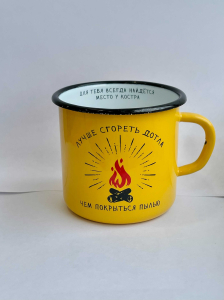 ДЛЯ ТЕБЯ ВСЕГДА НАЙДЁТСЯ
МЕСТО У КОСТРА
ЛУЧШЕ СГОРЕТЬ ДОТЛА
ЧЕМ ПОКРЫТЬСЯ ПЫЛЬЮ